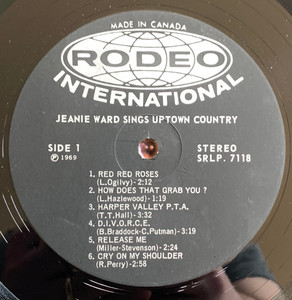 MADE IN CANADA
RODEO
INTERNATIONAL
JEANIE WARD SINGS UPTOWN COUNTRY
SIDE 1
℗ 1969
STEREO
SRLP. 7118
1. RED RED ROSES
(L.Ogilvy)-2:12
2. HOW DOES THAT GRAB YOU ?
(L.Hazlewood)-1:18
3. HARPER VALLEY P.T.A.
(T.T.Hall)-3:32
4. D.I.V.O.R.C.E.
(B.Braddock-C.Putman)-3:19
5. RELEASE ME
(Miller-Stevenson)-2:24
6. CRY ON MY SHOULDER
(R.Perry)-2:58